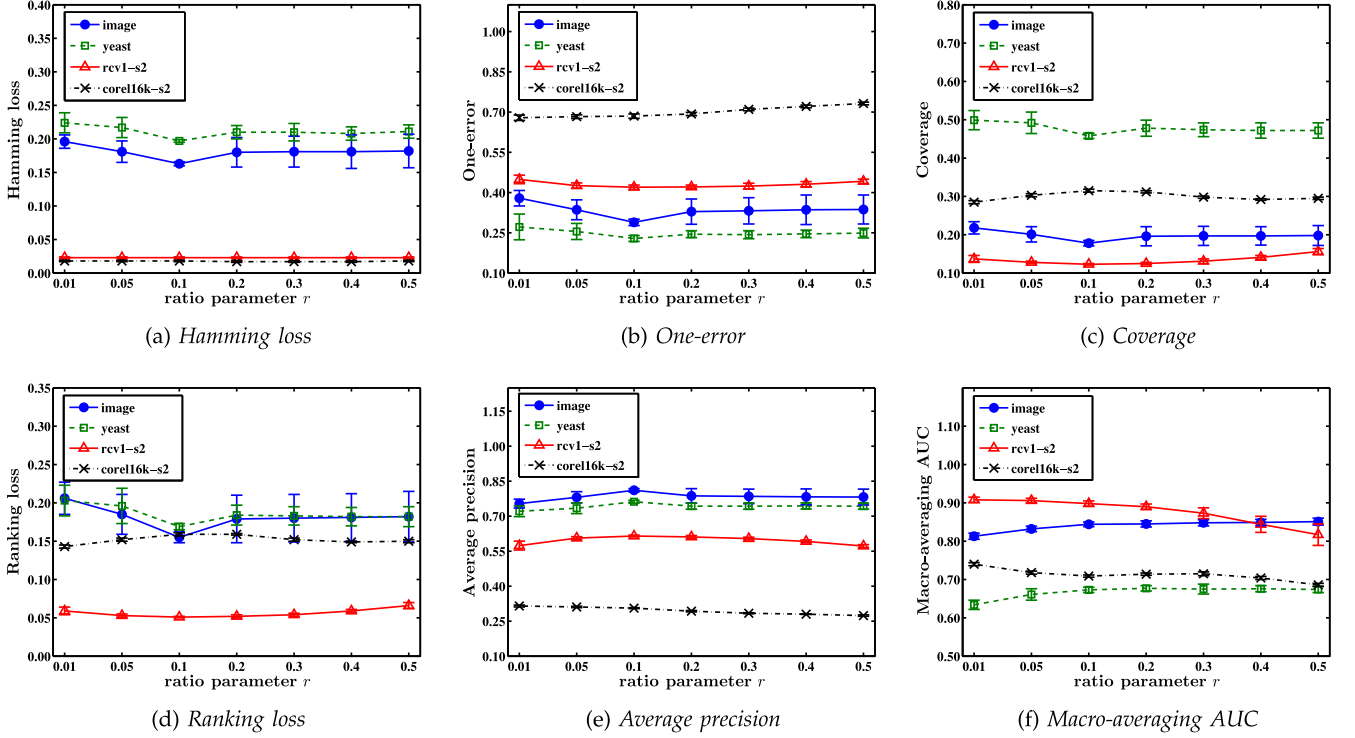 0.40
0.35
0.30
0.25
0.20
0.15
0.10
0.05
0.00
Hamming loss
image
yeast
rcv1−s2
corel16k−s2
0.01 0.05 0.1 0.2 0.3 0.4 0.5
ratio parameter r
(a) Hamming loss
1.00
0.85
0.70
0.55
0.40
0.25
0.10
One-error
image
yeast
rcv1−s2
corel16k−s2
0.01 0.05 0.1 0.2 0.3 0.4 0.5
ratio parameter r
(b) One-error
0.80
0.70
0.60
0.50
0.40
0.30
0.20
0.10
Coverage
image
yeast
rcv1−s2
corel16k−s2
0.01 0.05 0.1 0.2 0.3 0.4 0.5
ratio parameter r
(c) Coverage
0.35
0.30
0.25
0.20
0.15
0.10
0.05
0.00
Ranking loss
image
yeast
rcv1−s2
corel16k−s2
0.01 0.05 0.1 0.2 0.3 0.4 0.5
ratio parameter r
(d) Ranking loss
1.15
1.00
0.85
0.70
0.55
0.40
0.25
0.10
Average precision
image
yeast
rcv1−s2
corel16k−s2
0.01 0.05 0.1 0.2 0.3 0.4 0.5
ratio parameter r
(e) Average precision
1.10
1.00
0.90
0.80
0.70
0.60
0.50
Macro-averaging AUC
image
yeast
rcv1−s2
corel16k−s2
0.01 0.05 0.1 0.2 0.3 0.4 0.5
ratio parameter r
(f) Macro-averaging AUC